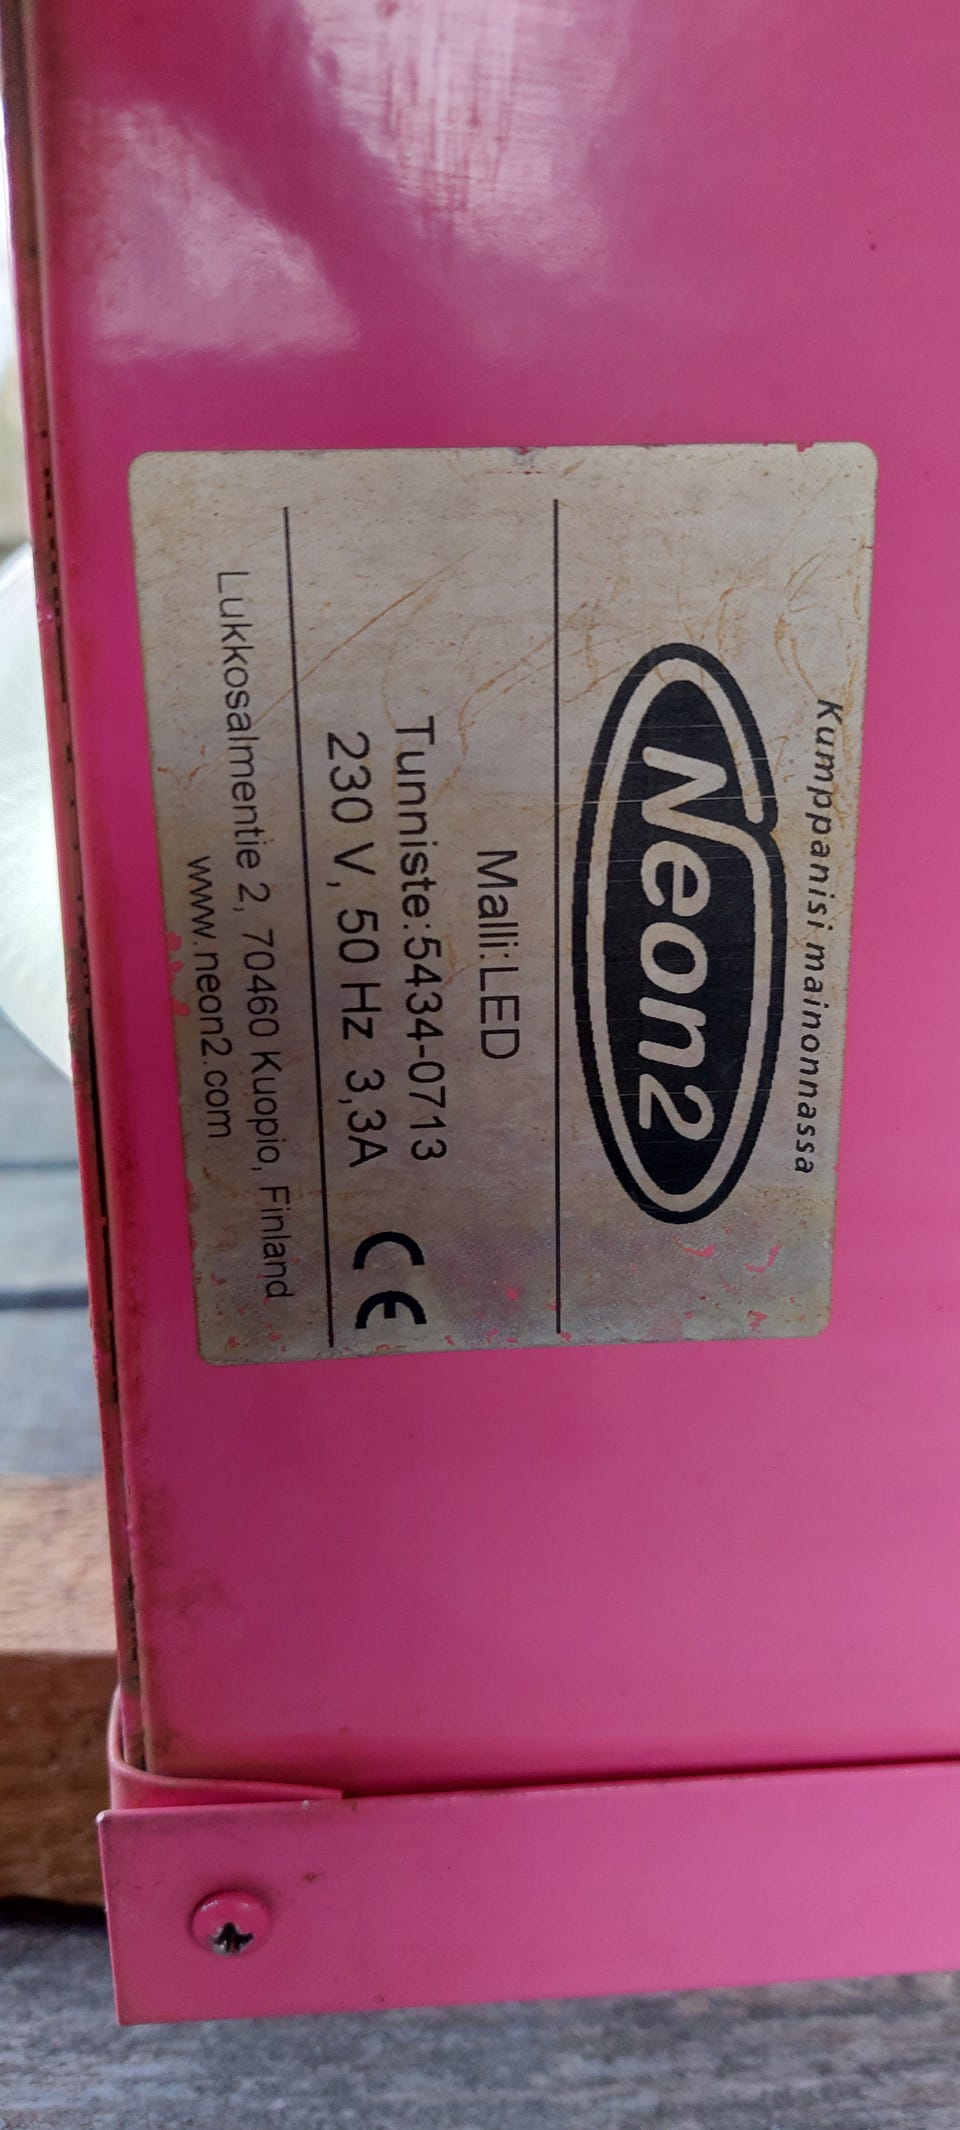 Kumppanisi mainonnassa
Neon2
Malli:LED
Tunniste:5434-0713
230 V, 50 Hz 3,3A CE
Lukkosalmentie 2, 70460 Kuopio, Finland
www.neon2.com